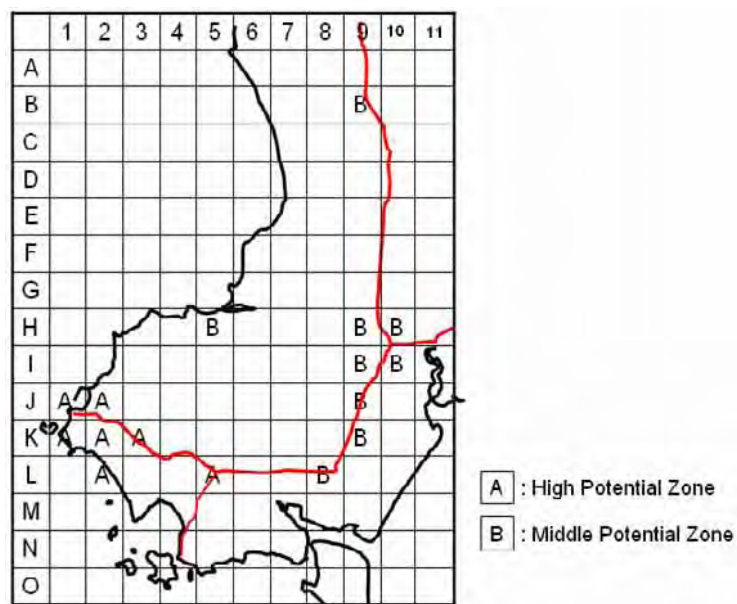 1 2 3 4 5 6 7 8 9 10 11
A
B B
C
D
E
F
G
H B B B
I B B
J A A B
K A A A B
L A A B
M
N
O
A : High Potential Zone
B : Middle Potential Zone